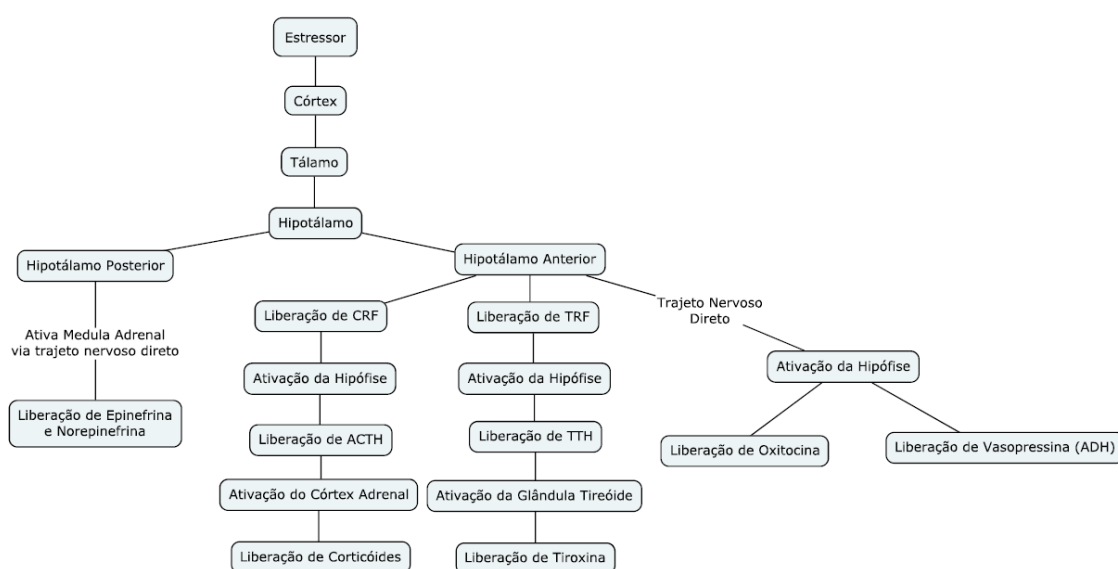 Estressor
Córtex
Tálamo
Hipotálamo
Hipotálamo Posterior
Hipotálamo Anterior
Ativa Medula Adrenal
via trajeto nervoso direto
Liberação de Epinefrina
e Norepinefrina
Liberação de CRF
Ativação da Hipófise
Liberação de ACTH
Ativação do Córtex Adrenal
Liberação de Corticóides
Liberação de TRF
Ativação da Hipófise
Liberação de TTH
Ativação da Glândula Tireóide
Liberação de Tiroxina
Trajeto Nervoso
Direto
Ativação da Hipófise
Liberação de Oxitocina
Liberação de Vasopressina (ADH)